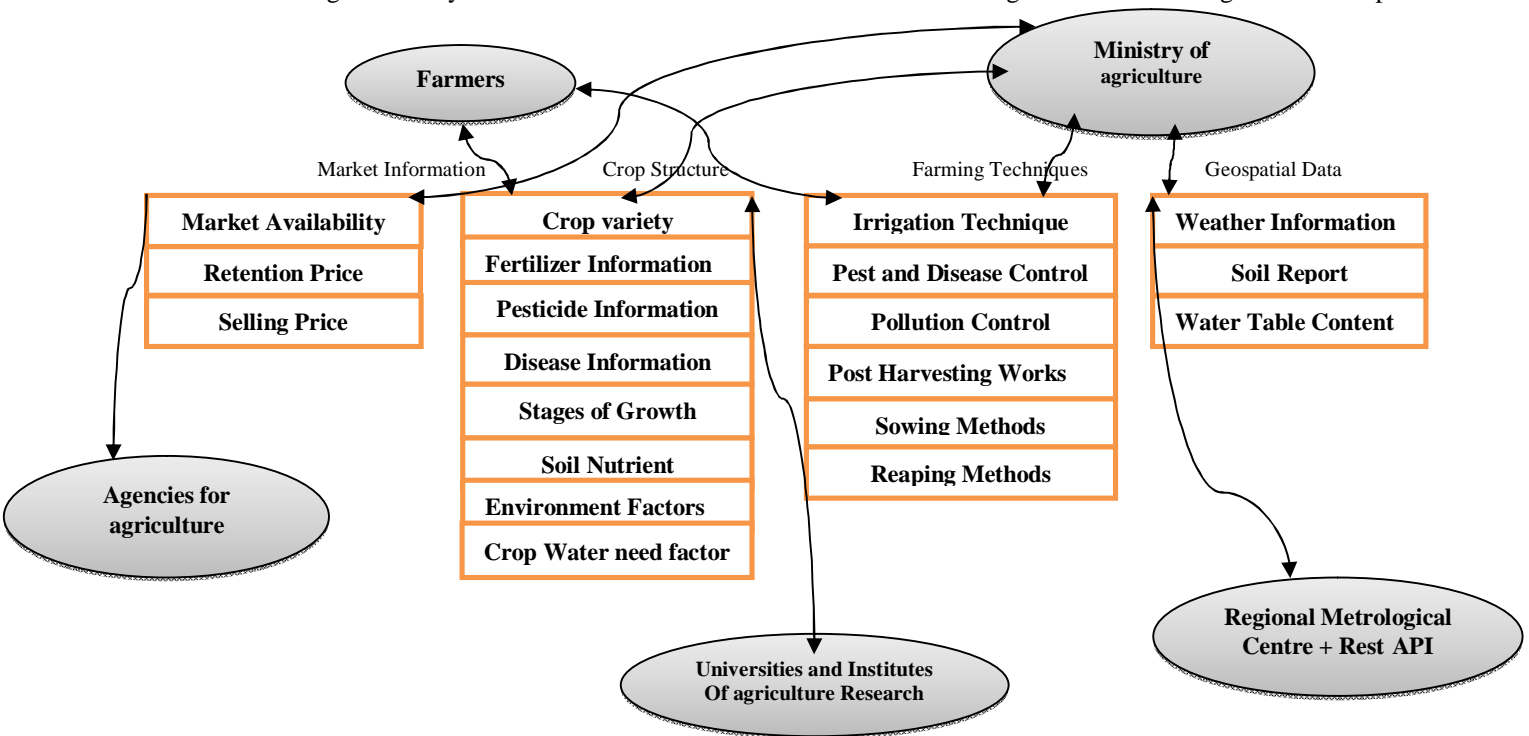 Ministry of
agriculture
Farmers
Market Information
Crop Structure
Farming Techniques
Geospatial Data
Market Availability
Retention Price
Selling Price
Crop variety
Fertilizer Information
Pesticide Information
Disease Information
Stages of Growth
Soil Nutrient
Environment Factors
Crop Water need factor
Irrigation Technique
Pest and Disease Control
Pollution Control
Post Harvesting Works
Sowing Methods
Reaping Methods
Weather Information
Soil Report
Water Table Content
Agencies for
agriculture
Universities and Institutes
Of agriculture Research
Regional Metrological
Centre + Rest API